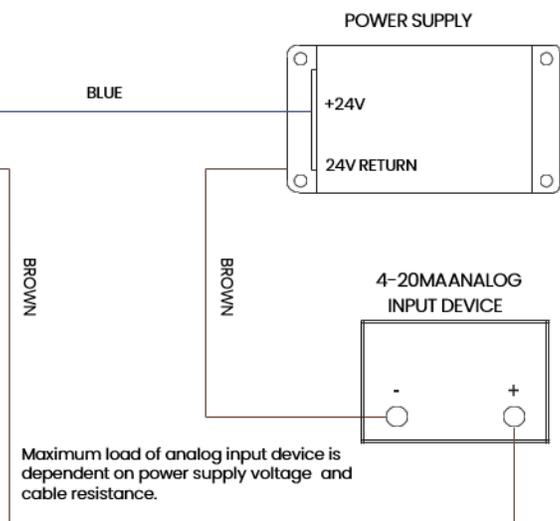 POWER SUPPLY
BLUE
+24V
24V RETURN
BROWN
BROWN
4-20MAANALOG
INPUT DEVICE
- +
Maximum load of analog input device is
dependent on power supply voltage and
cable resistance.